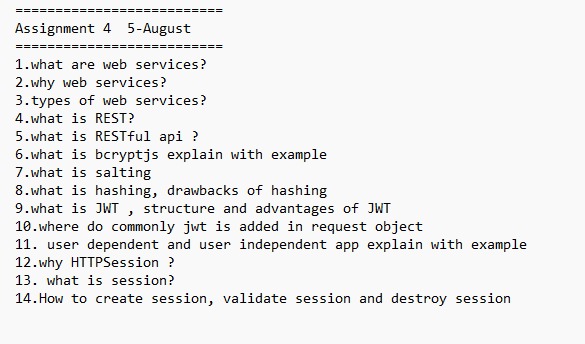 ==========================
Assignment 4  5-August
==========================
1.what are web services?
2.why web services?
3.types of web services?
4.what is REST?
5.what is RESTful api ?
6.what is bcryptjs explain with example
7.what is salting
8.what is hashing, drawbacks of hashing
9.what is JWT , structure and advantages of JWT
10.where do commonly jwt is added in request object
11. user dependent and user independent app explain with example
12.why HTTPSession ?
13. what is session?
14.How to create session, validate session and destroy session